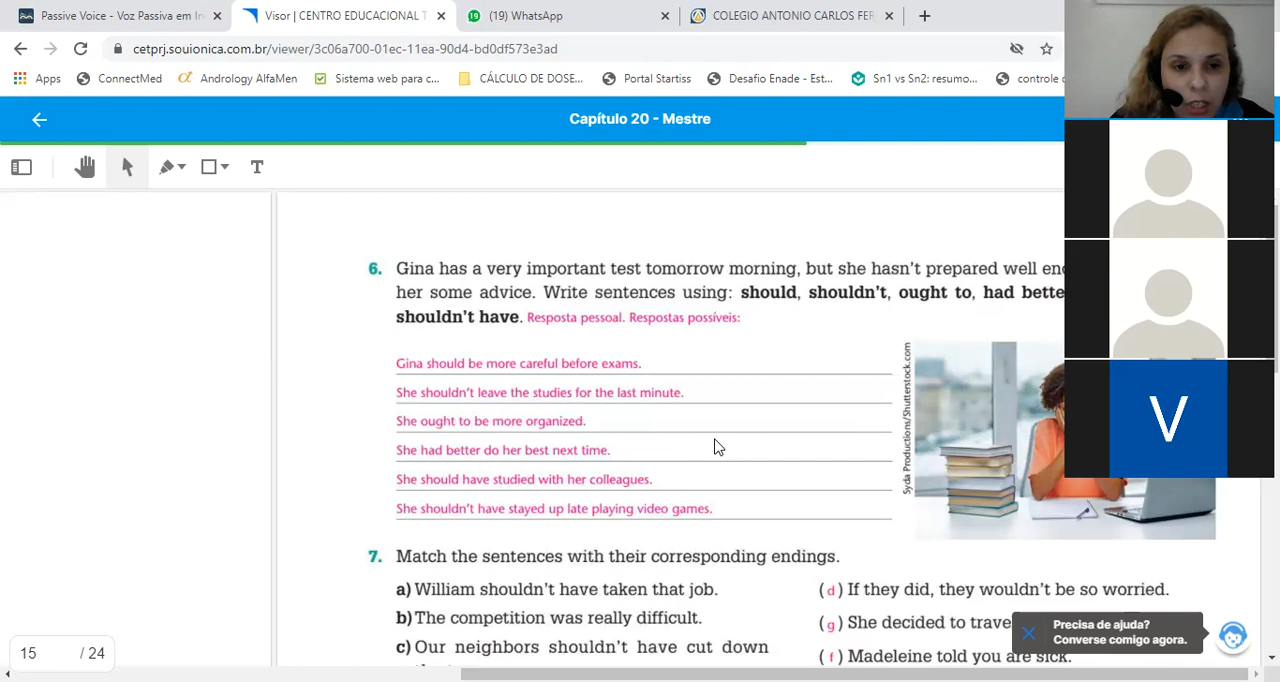 Passive Voice - Voz Passiva em In
Visor | CENTRO EDUCACIONAL T
(19) WhatsApp
COLEGIO ANTONIO CARLOS FER
cetprj.souionica.com.br/viewer/3c06a700-01ec-11ea-90d4-bd0df573e3ad
Apps
ConnectMed
Andrology AlfaMen
Sistema web para c...
CÁLCULO DE DOSE...
Portal Startiss
Desafio Enade - Est...
Sn1 vs Sn2: resumo...
controle d
Capítulo 20 - Mestre
6. Gina has a very important test tomorrow morning, but she hasn't prepared well en
her some advice. Write sentences using: should, shouldn't, ought to, had bette
shouldn't have. Resposta pessoal. Respostas possíveis:
Gina should be more careful before exams.
She shouldn't leave the studies for the last minute.
She ought to be more organized.
She had better do her best next time.
She should have studied with her colleagues.
She shouldn't have stayed up late playing video games.
Syda Productions/Shutterstock.com
7. Match the sentences with their corresponding endings.
a) William shouldn't have taken that job.
(d) If they did, they wouldn't be so worried.
b) The competition was really difficult.
(g) She decided to trave
c) Our neighbors shouldn't have cut down
(f) Madeleine told you are sick.
Precisa de ajuda?
Converse comigo agora.
15 / 24
V